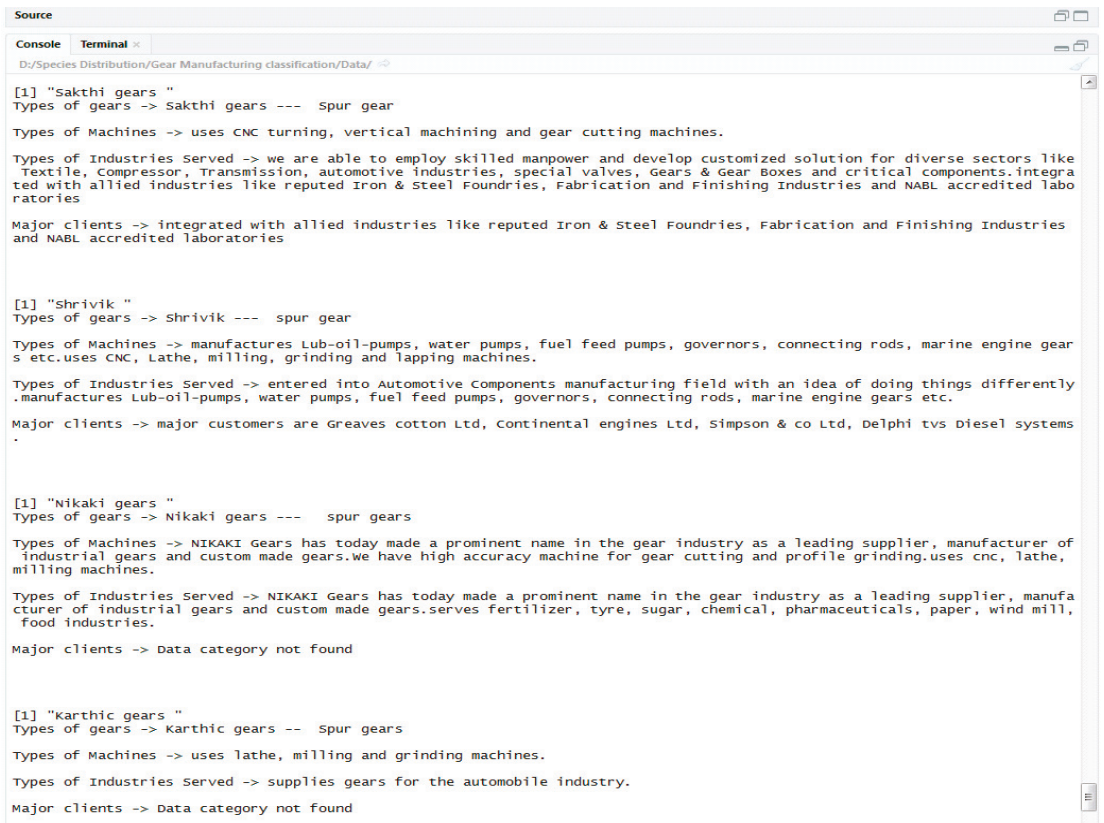 Source
Console Terminal ×
D:/Species Distribution/Gear Manufacturing classification/Data/
[1] "Sakthi gears "
Types of gears -> Sakthi gears ---  Spur gear
Types of Machines -> uses CNC turning, vertical machining and gear cutting machines.
Types of Industries Served -> we are able to employ skilled manpower and develop customized solution for diverse sectors like
 Textile, Compressor, Transmission, automotive industries, special valves, Gears & Gear Boxes and critical components.integra
ted with allied industries like reputed Iron & Steel Foundries, Fabrication and Finishing Industries and NABL accredited labo
ratories
Major clients -> integrated with allied industries like reputed Iron & Steel Foundries, Fabrication and Finishing Industries
and NABL accredited laboratories
[1] "Shrivik "
Types of gears -> Shrivik ---  spur gear
Types of Machines -> manufactures Lub-oil-pumps, water pumps, fuel feed pumps, governors, connecting rods, marine engine gear
s etc.uses CNC, Lathe, milling, grinding and lapping machines.
Types of Industries Served -> entered into Automotive Components manufacturing field with an idea of doing things differently
.manufactures Lub-oil-pumps, water pumps, fuel feed pumps, governors, connecting rods, marine engine gears etc.
Major clients -> major customers are Greaves cotton Ltd, Continental engines Ltd, Simpson & co Ltd, Delphi tvs Diesel systems
.
[1] "Nikaki gears "
Types of gears -> Nikaki gears ---   spur gears
Types of Machines -> NIKAKI Gears has today made a prominent name in the gear industry as a leading supplier, manufacturer of
 industrial gears and custom made gears.We have high accuracy machine for gear cutting and profile grinding.uses cnc, lathe,
milling machines.
Types of Industries Served -> NIKAKI Gears has today made a prominent name in the gear industry as a leading supplier, manufa
cturer of industrial gears and custom made gears.serves fertilizer, tyre, sugar, chemical, pharmaceuticals, paper, wind mill,
 food industries.
Major clients -> Data category not found
[1] "Karthic gears "
Types of gears -> Karthic gears --  Spur gears
Types of Machines -> uses lathe, milling and grinding machines.
Types of Industries Served -> supplies gears for the automobile industry.
Major clients -> Data category not found